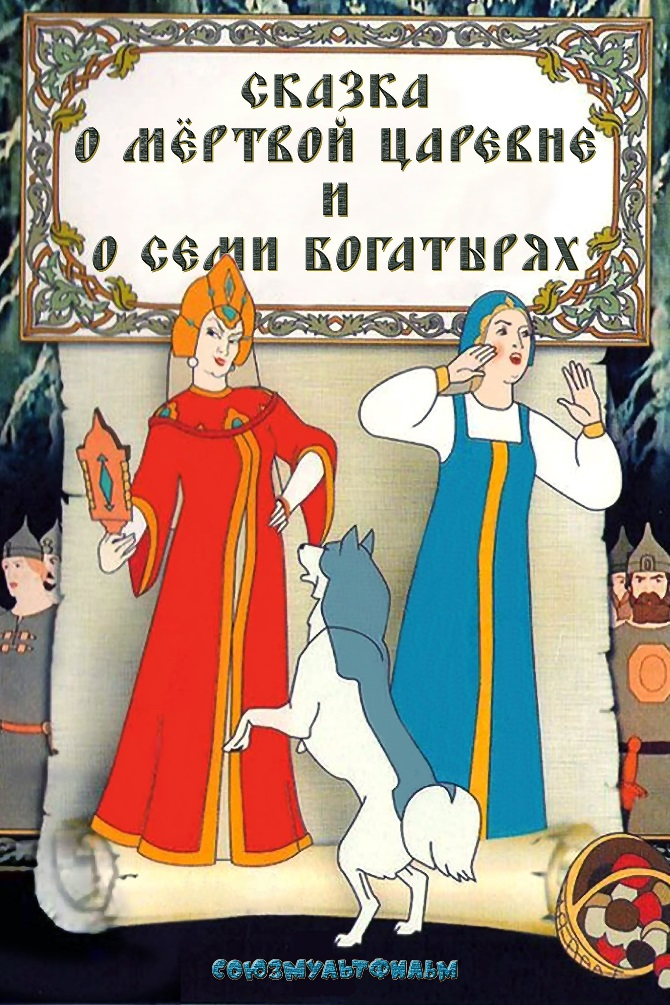 СКАЗКА
О МЁРТВОЙ ЦАРЕВНЕ
И
О СЕМИ БОГАТЫРЯХ
СОЮЗМУЛЬТФИЛЬМ